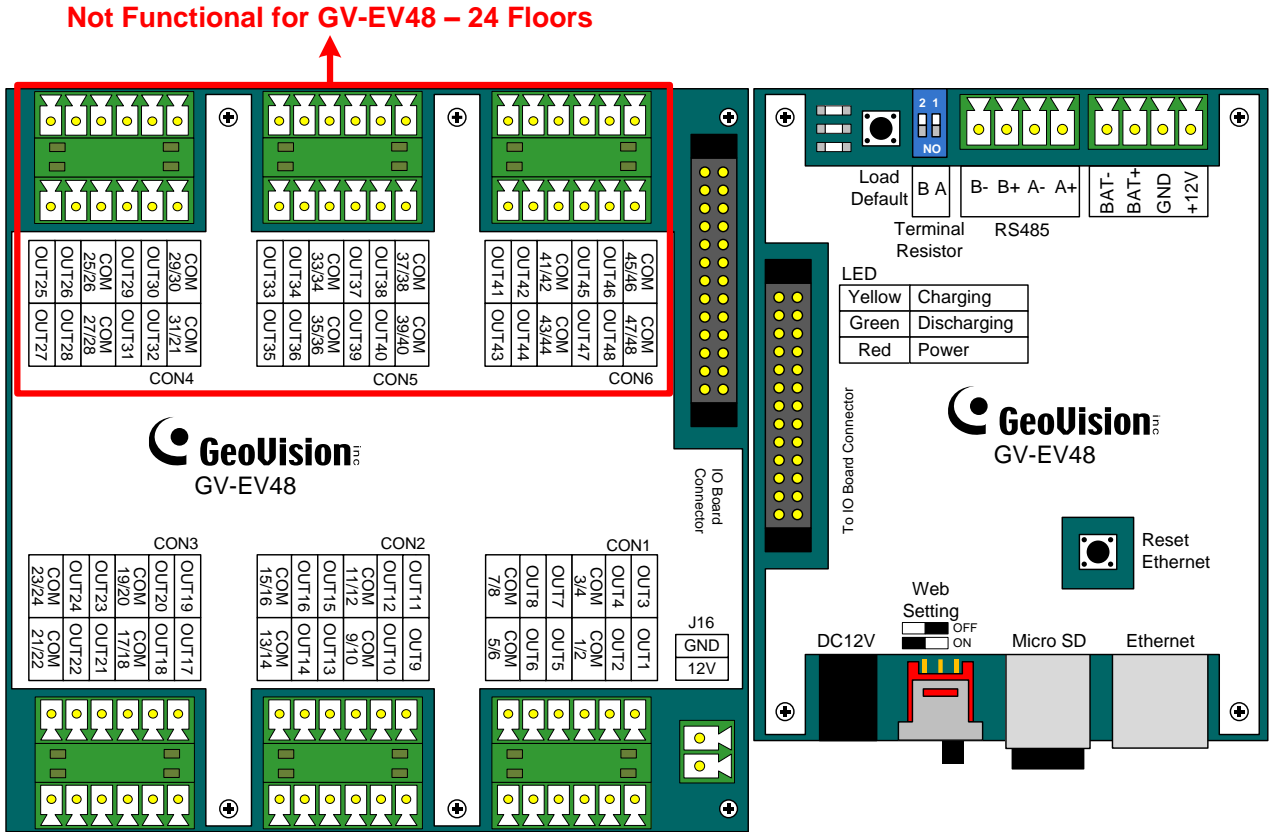 Not Functional for GV-EV48 – 24 Floors
OUT25 OUT26 COM 25/26 OUT29 OUT30 COM 29/30
OUT27 OUT28 COM 27/28 OUT31 OUT32 COM 31/21
CON4
OUT33 OUT34 COM 33/34 OUT37 OUT38 COM 37/38
OUT35 OUT36 COM 35/36 OUT39 OUT40 COM 39/40
CON5
OUT41 OUT42 COM 41/42 OUT45 OUT46 COM 45/46
OUT43 OUT44 COM 43/44 OUT47 OUT48 COM 47/48
CON6
GeoVision inc
GV-EV48
IO Board
Connector
CON3
COM 23/24 OUT24 OUT23 COM 19/20 OUT20 OUT19
COM 21/22 OUT22 OUT21 COM 17/18 OUT18 OUT17
CON2
COM 15/16 OUT16 OUT15 COM 11/12 OUT12 OUT11
COM 13/14 OUT14 OUT13 COM 9/10 OUT10 OUT9
CON1
COM 7/8 OUT8 OUT7 COM 3/4 OUT4 OUT3
COM 5/6 OUT6 OUT5 COM 1/2 OUT2 OUT1
J16
GND
12V
2 1
NO
Load
Default
B A
Terminal
Resistor
B- B+ A- A+
RS485
BAT-
BAT+
GND
+12V
LED
Yellow Charging
Green Discharging
Red Power
To IO Board Connector
GeoVision inc
GV-EV48
Reset
Ethernet
Web
Setting
OFF
ON
DC12V
Micro SD
Ethernet